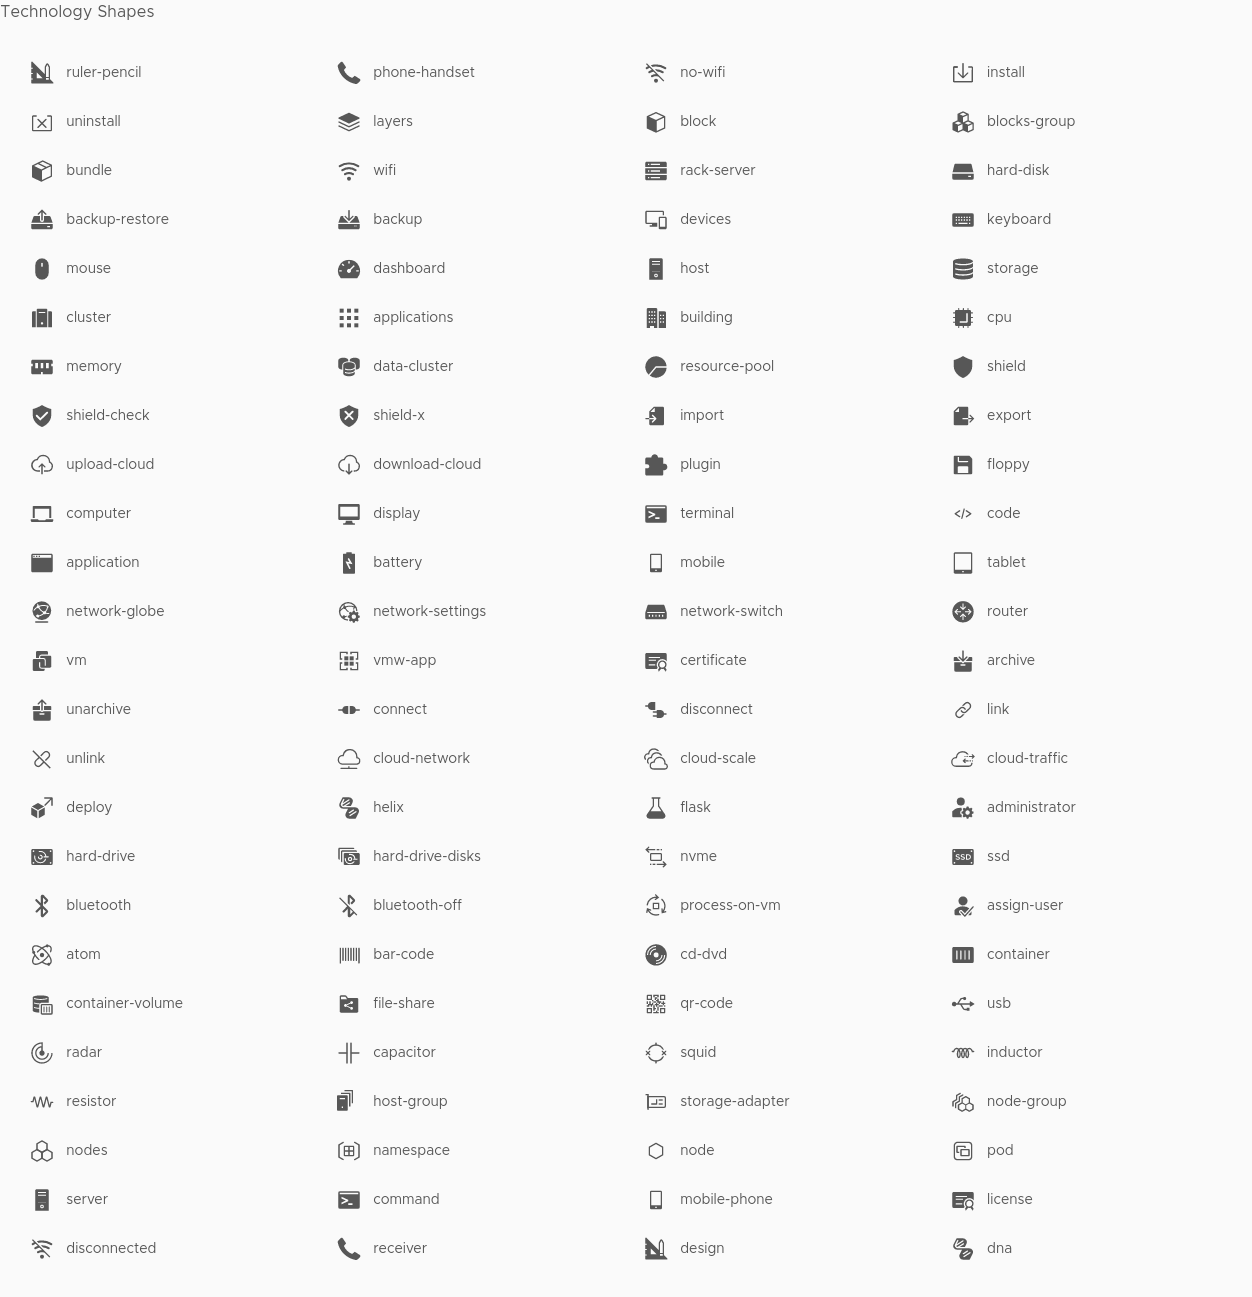 Technology Shapes
ruler-pencil phone-handset no-wifi install
uninstall layers block blocks-group
bundle wifi rack-server hard-disk
backup-restore backup devices keyboard
mouse dashboard host storage
cluster applications building cpu
memory data-cluster resource-pool shield
shield-check shield-x import export
upload-cloud download-cloud plugin floppy
computer display terminal code
application battery mobile tablet
network-globe network-settings network-switch router
vm vmw-app certificate archive
unarchive connect disconnect link
unlink cloud-network cloud-scale cloud-traffic
deploy helix flask administrator
hard-drive hard-drive-disks nvme SSD ssd
bluetooth bluetooth-off process-on-vm assign-user
atom bar-code cd-dvd container
container-volume file-share qr-code usb
radar capacitor squid inductor
resistor host-group storage-adapter node-group
nodes namespace node pod
server command mobile-phone license
disconnected receiver design dna